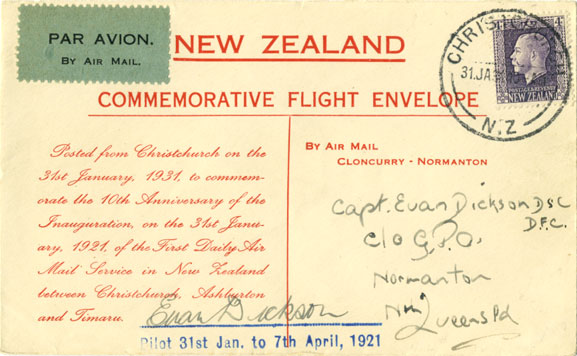 PAR AVION.
BY AIR MAIL.
NEW ZEALAND
COMMEMORATIVE FLIGHT ENVELOPE
CHRISTCHURCH
31.JA
N.Z
POSTAGE & REVENUE
NEW ZEALAND
Posted from Christchurch on the
31st January, 1931, to commem-
orate the 10th Anniversary of the
Inauguration, on the 31st Janu-
ary, 1921, of the First Daily Air
Mail Service in New Zealand
between Christchurch, Ashburton
and Timaru.
BY AIR MAIL
CLONCURRY - NORMANTON
Capt. Evan Dickson DSC
D.F.C.
c/o G.P.O.
Normanton
Queensld
Evan Dickson
Pilot 31st Jan. to 7th April, 1921